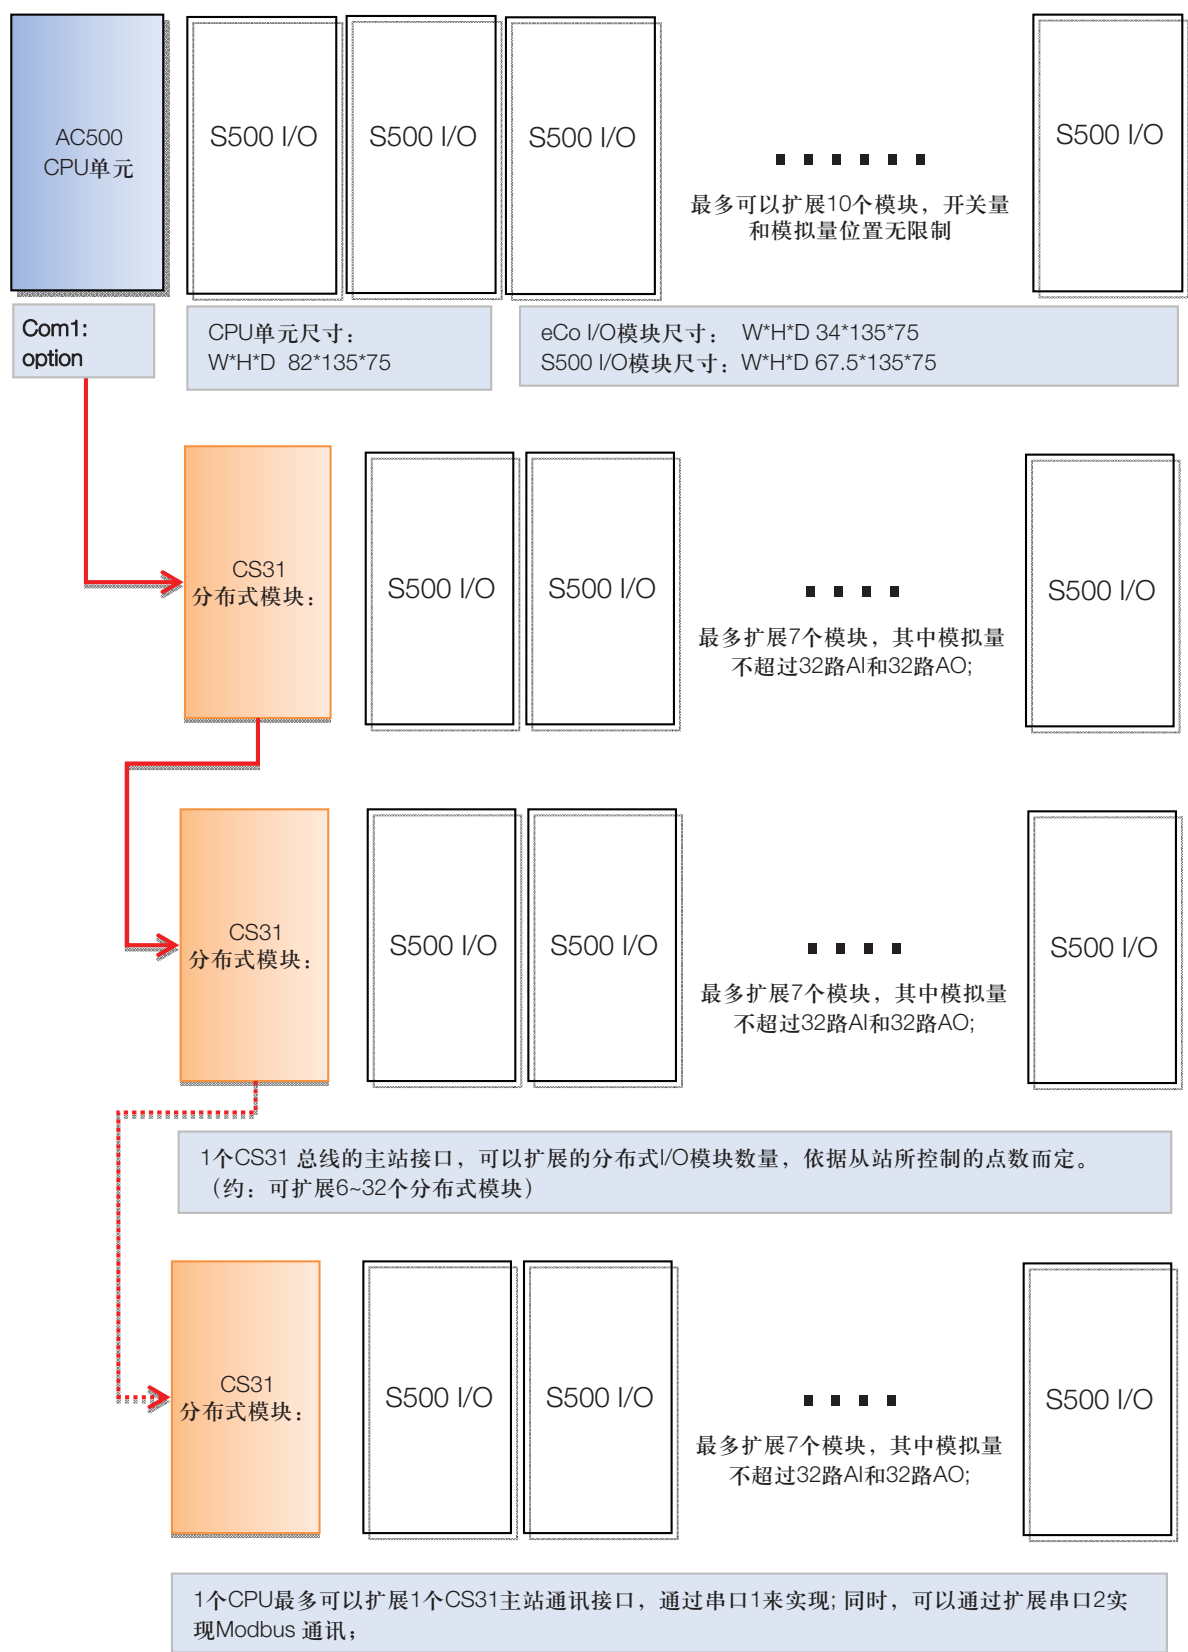 AC500
CPU单元
S500 I/O
S500 I/O
S500 I/O
S500 I/O
最多可以扩展10个模块，开关量
和模拟量位置无限制
Com1:
option
CPU单元尺寸：
W*H*D 82*135*75
eCo I/O模块尺寸： W*H*D 34*135*75
S500 I/O模块尺寸：W*H*D 67.5*135*75
CS31
分布式模块：
S500 I/O
S500 I/O
S500 I/O
最多扩展7个模块，其中模拟量
不超过32路AI和32路AO;
CS31
分布式模块：
S500 I/O
S500 I/O
S500 I/O
最多扩展7个模块，其中模拟量
不超过32路AI和32路AO;
1个CS31 总线的主站接口，可以扩展的分布式I/O模块数量，依据从站所控制的点数而定。
（约：可扩展6~32个分布式模块）
CS31
分布式模块：
S500 I/O
S500 I/O
S500 I/O
最多扩展7个模块，其中模拟量
不超过32路AI和32路AO;
1个CPU最多可以扩展1个CS31主站通讯接口，通过串口1来实现; 同时，可以通过扩展串口2实
现Modbus 通讯；